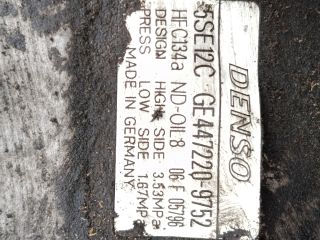 DENSO
5SE12C GE447220-9752
HFC134a ND-OIL8 06 F 00796
DESIGN HIGH SIDE 3.53MPa
PRESS LOW SIDE 1.67MPa
MADE IN GERMANY